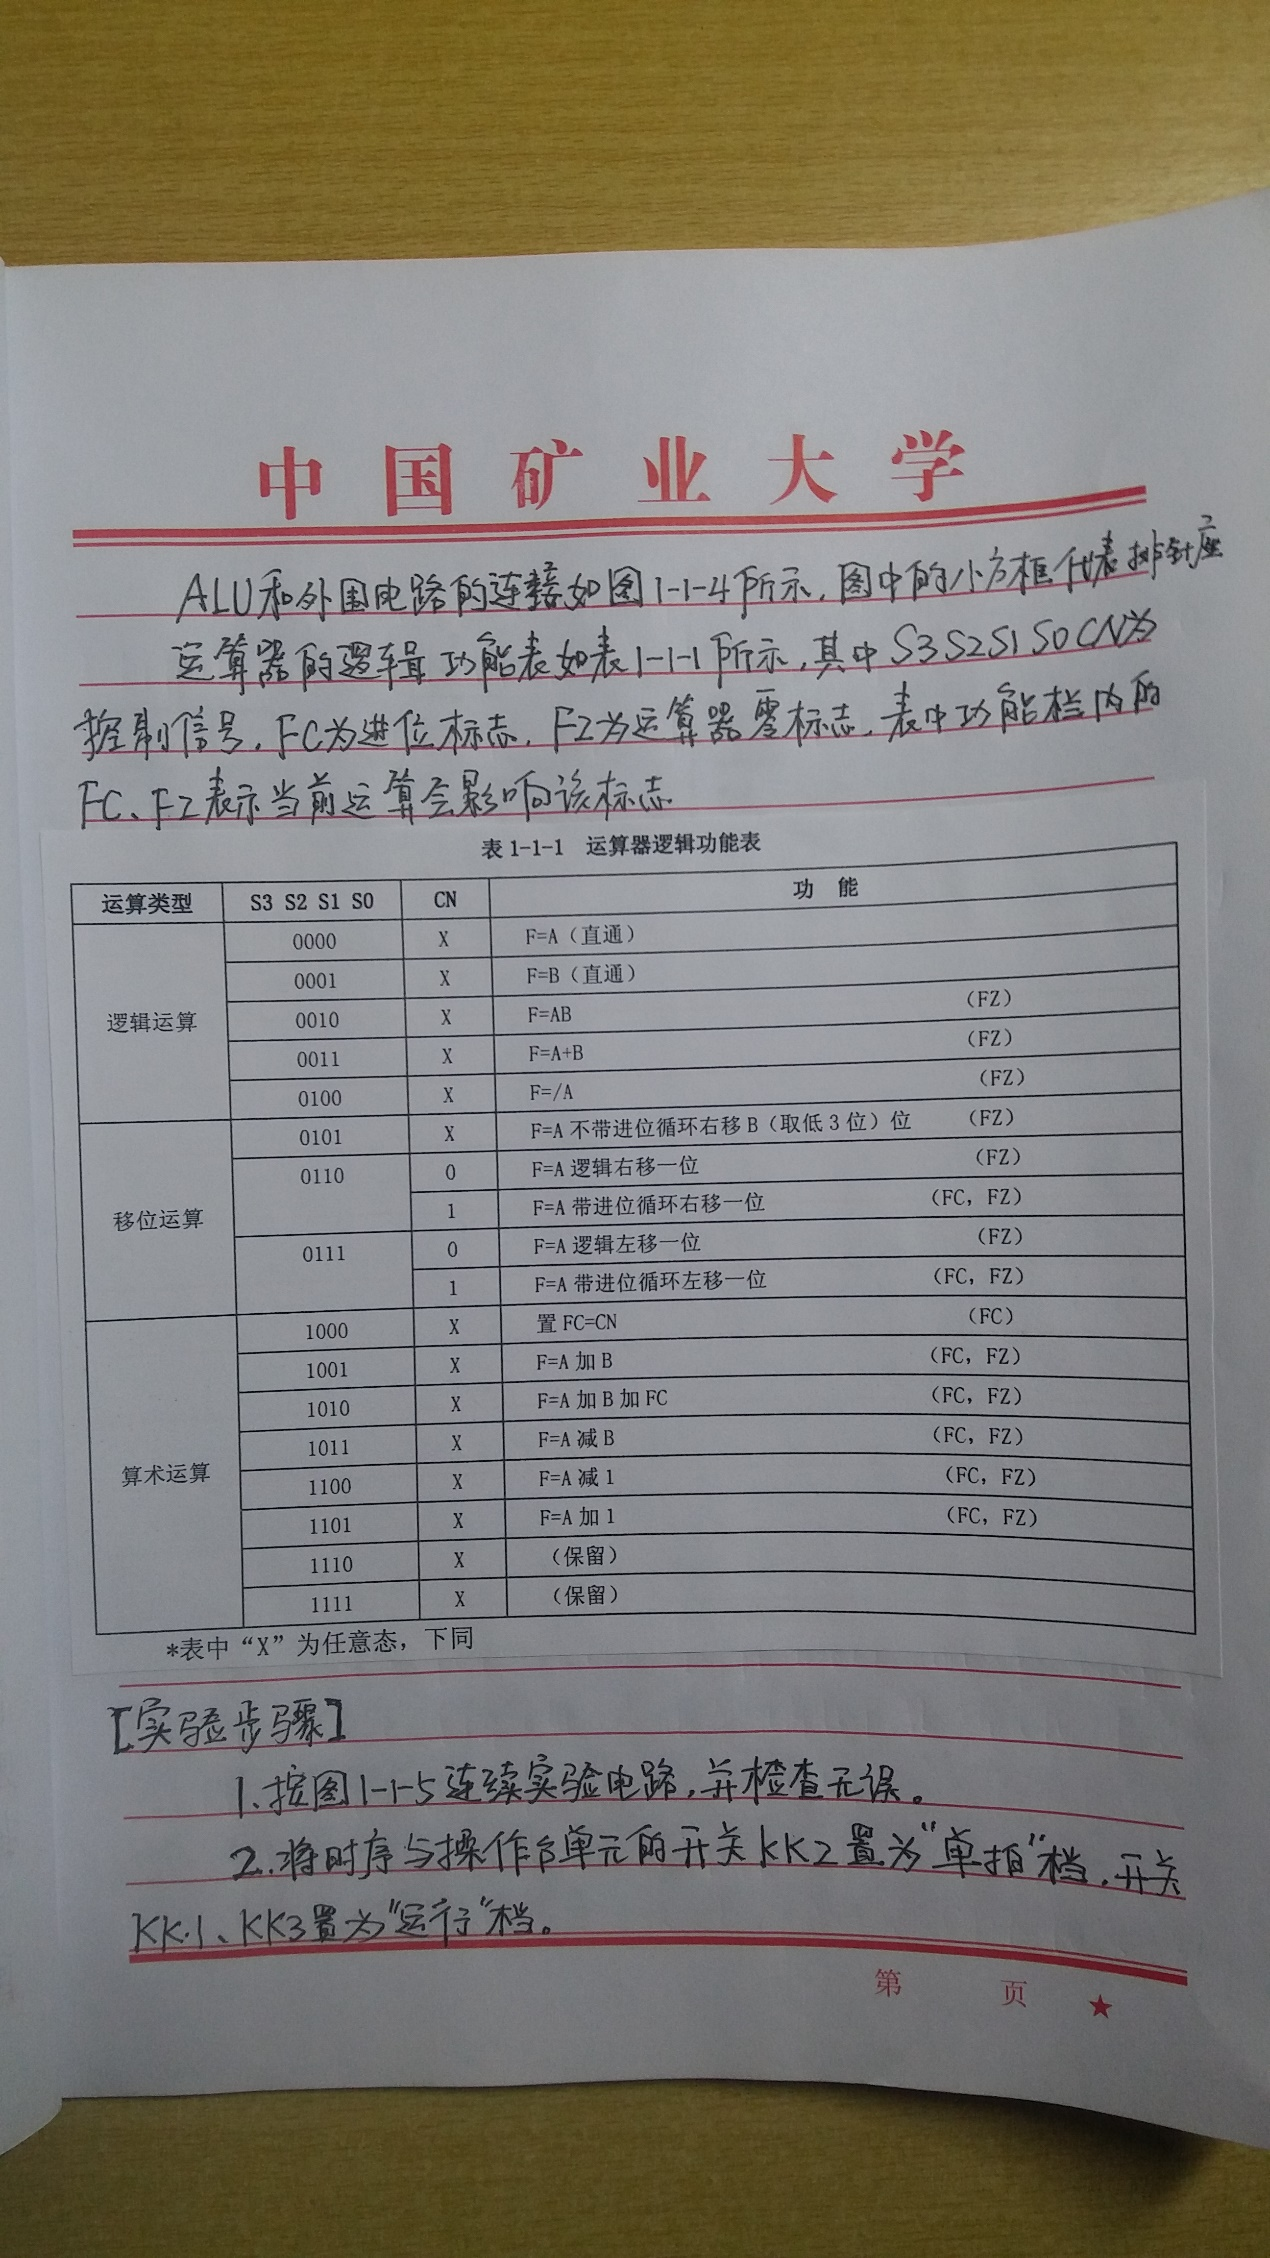 中国矿业大学
ALU和外围电路的连接如图1-1-4所示,图中的小方框代表排针座
运算器的逻辑功能表如表1-1-1所示,其中S3 S2 S1 S0 CN为
控制信号,FC为进位标志,FZ为运算器零标志,表中功能栏内的
FC、FZ表示当前运算会影响该标志
表1-1-1 运算器逻辑功能表
运算类型 S3 S2 S1 S0 CN 功 能
逻辑运算 0000 X F=A(直通)
0001 X F=B(直通)
0010 X F=AB (FZ)
0011 X F=A+B (FZ)
0100 X F=/A (FZ)
移位运算 0101 X F=A 不带进位循环右移B(取低3位)位 (FZ)
0110 0 F=A 逻辑右移一位 (FZ)
1 F=A 带进位循环右移一位 (FC, FZ)
0111 0 F=A 逻辑左移一位 (FZ)
1 F=A 带进位循环左移一位 (FC, FZ)
算术运算 1000 X 置 FC=CN (FC)
1001 X F=A 加 B (FC, FZ)
1010 X F=A 加 B 加 FC (FC, FZ)
1011 X F=A 减 B (FC, FZ)
1100 X F=A 减 1 (FC, FZ)
1101 X F=A 加 1 (FC, FZ)
1110 X (保留)
1111 X (保留)
*表中“X”为任意态,下同
[实验步骤]
1.按图1-1-5连续实验电路,并检查无误。
2.将时序与操作单元的开关KK2置为“单拍”档,开关
KK1、KK3置为“运行”档。
第 页